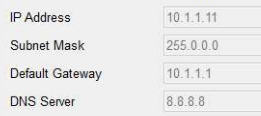 IP Address 10.1.1.11
Subnet Mask 255.0.0.0
Default Gateway 10.1.1.1
DNS Server 8.8.8.8